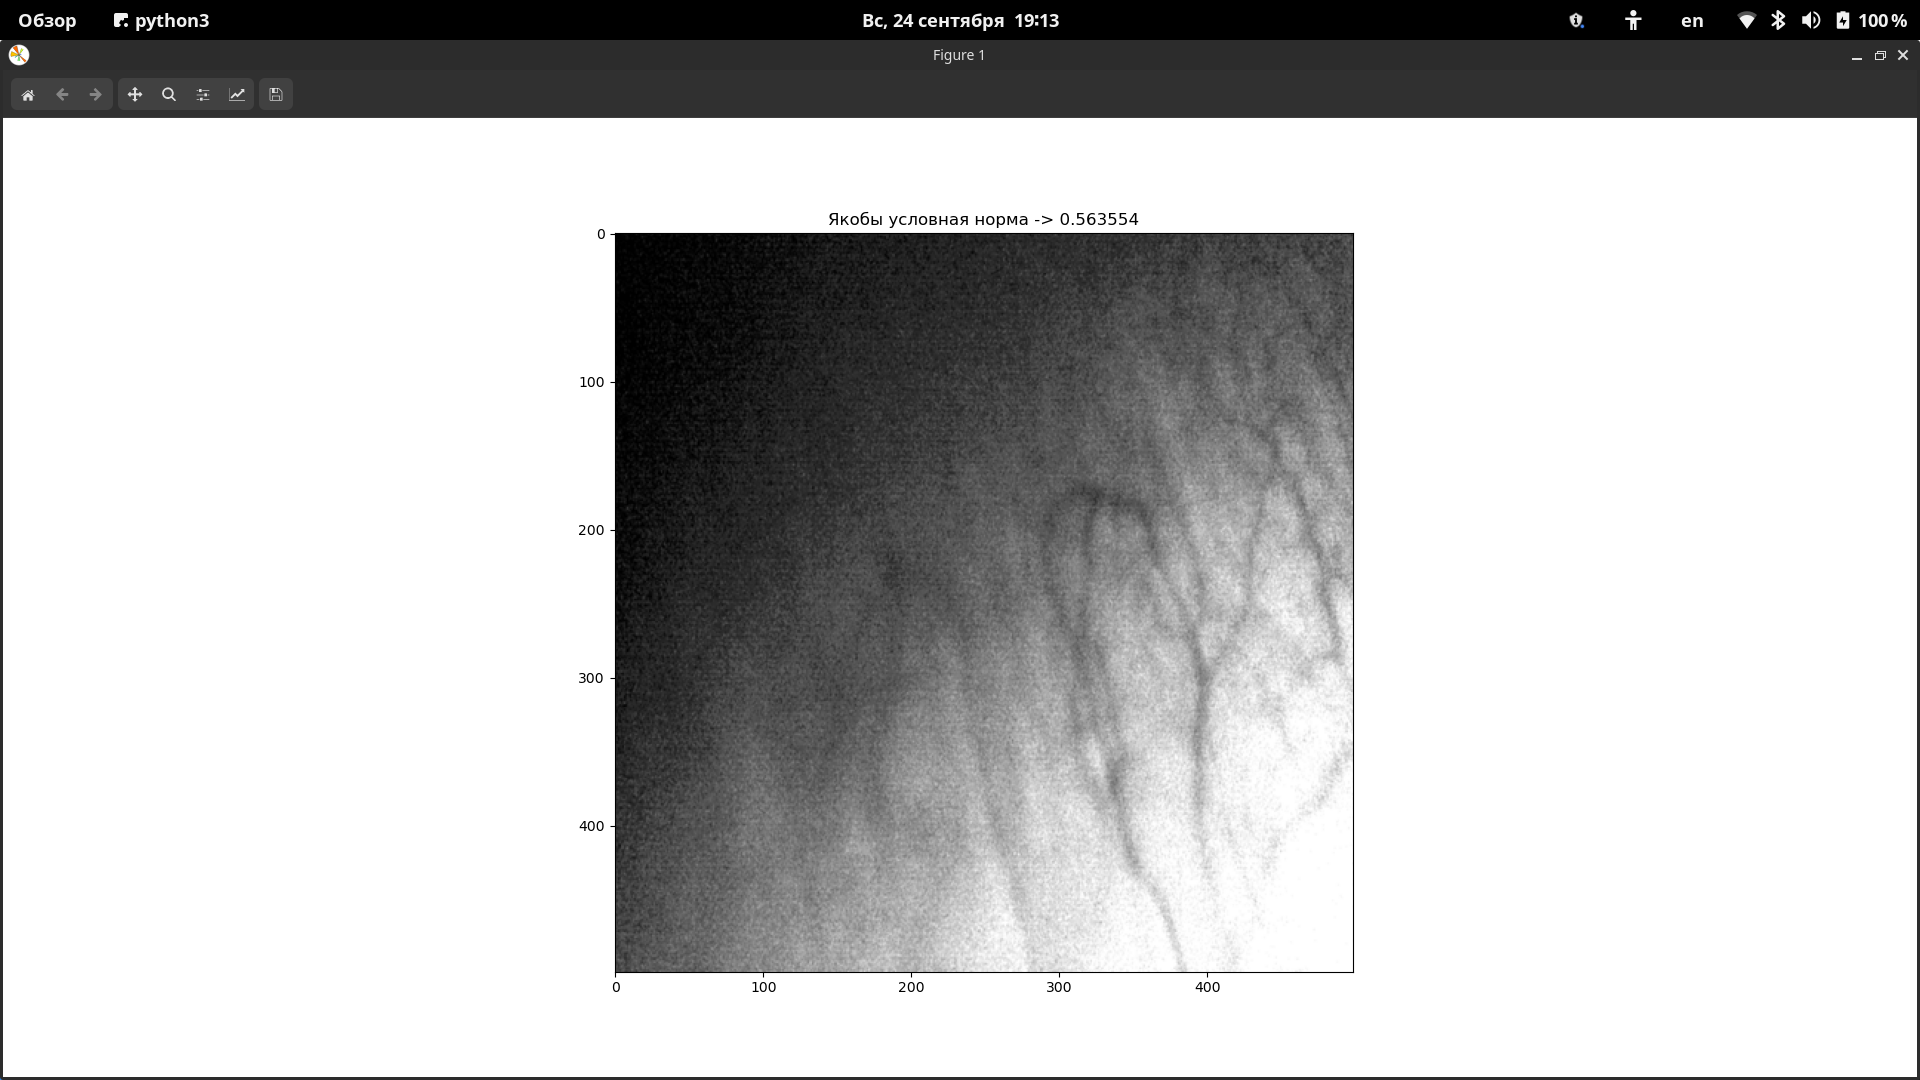 Обзор python3 Вс, 24 сентября 19:13 en 100 %
Figure 1
Якобы условная норма -> 0.563554
0
100
200
300
400
0 100 200 300 400